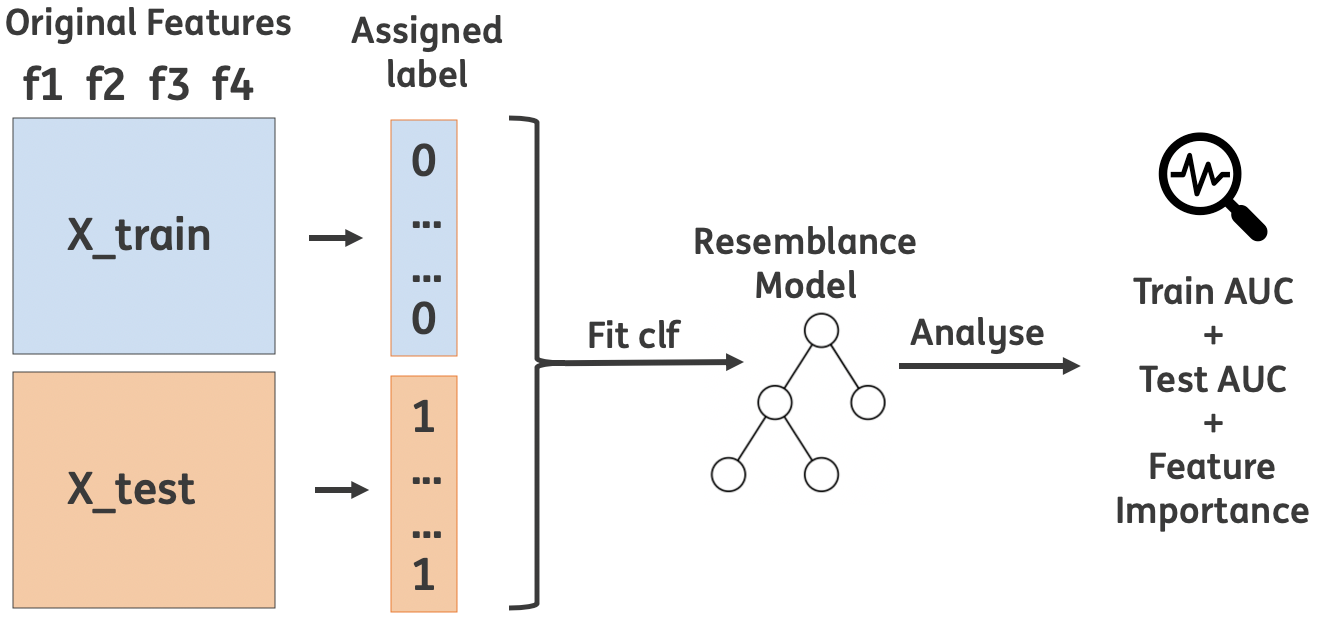 Original Features
f1 f2 f3 f4
Assigned
label
X_train
0
...
...
0
X_test
1
...
...
1
Fit clf
Resemblance
Model
Analyse
Train AUC
+
Test AUC
+
Feature
Importance